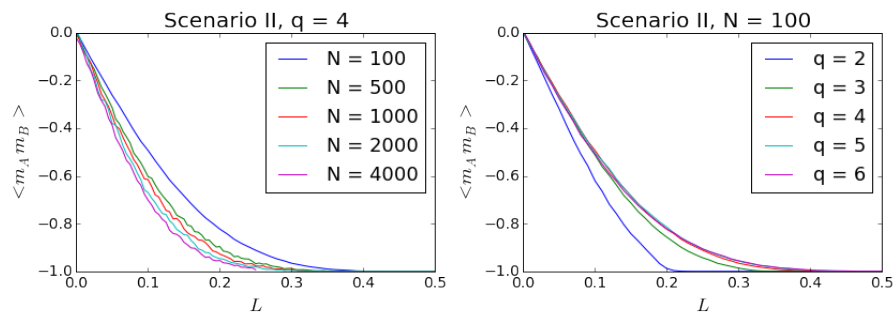 Scenario II, q = 4
<m_A m_B>
0.0
−0.2
−0.4
−0.6
−0.8
−1.0
N = 100
N = 500
N = 1000
N = 2000
N = 4000
0.0 0.1 0.2 0.3 0.4 0.5
L
Scenario II, N = 100
<m_A m_B>
0.0
−0.2
−0.4
−0.6
−0.8
−1.0
q = 2
q = 3
q = 4
q = 5
q = 6
0.0 0.1 0.2 0.3 0.4 0.5
L